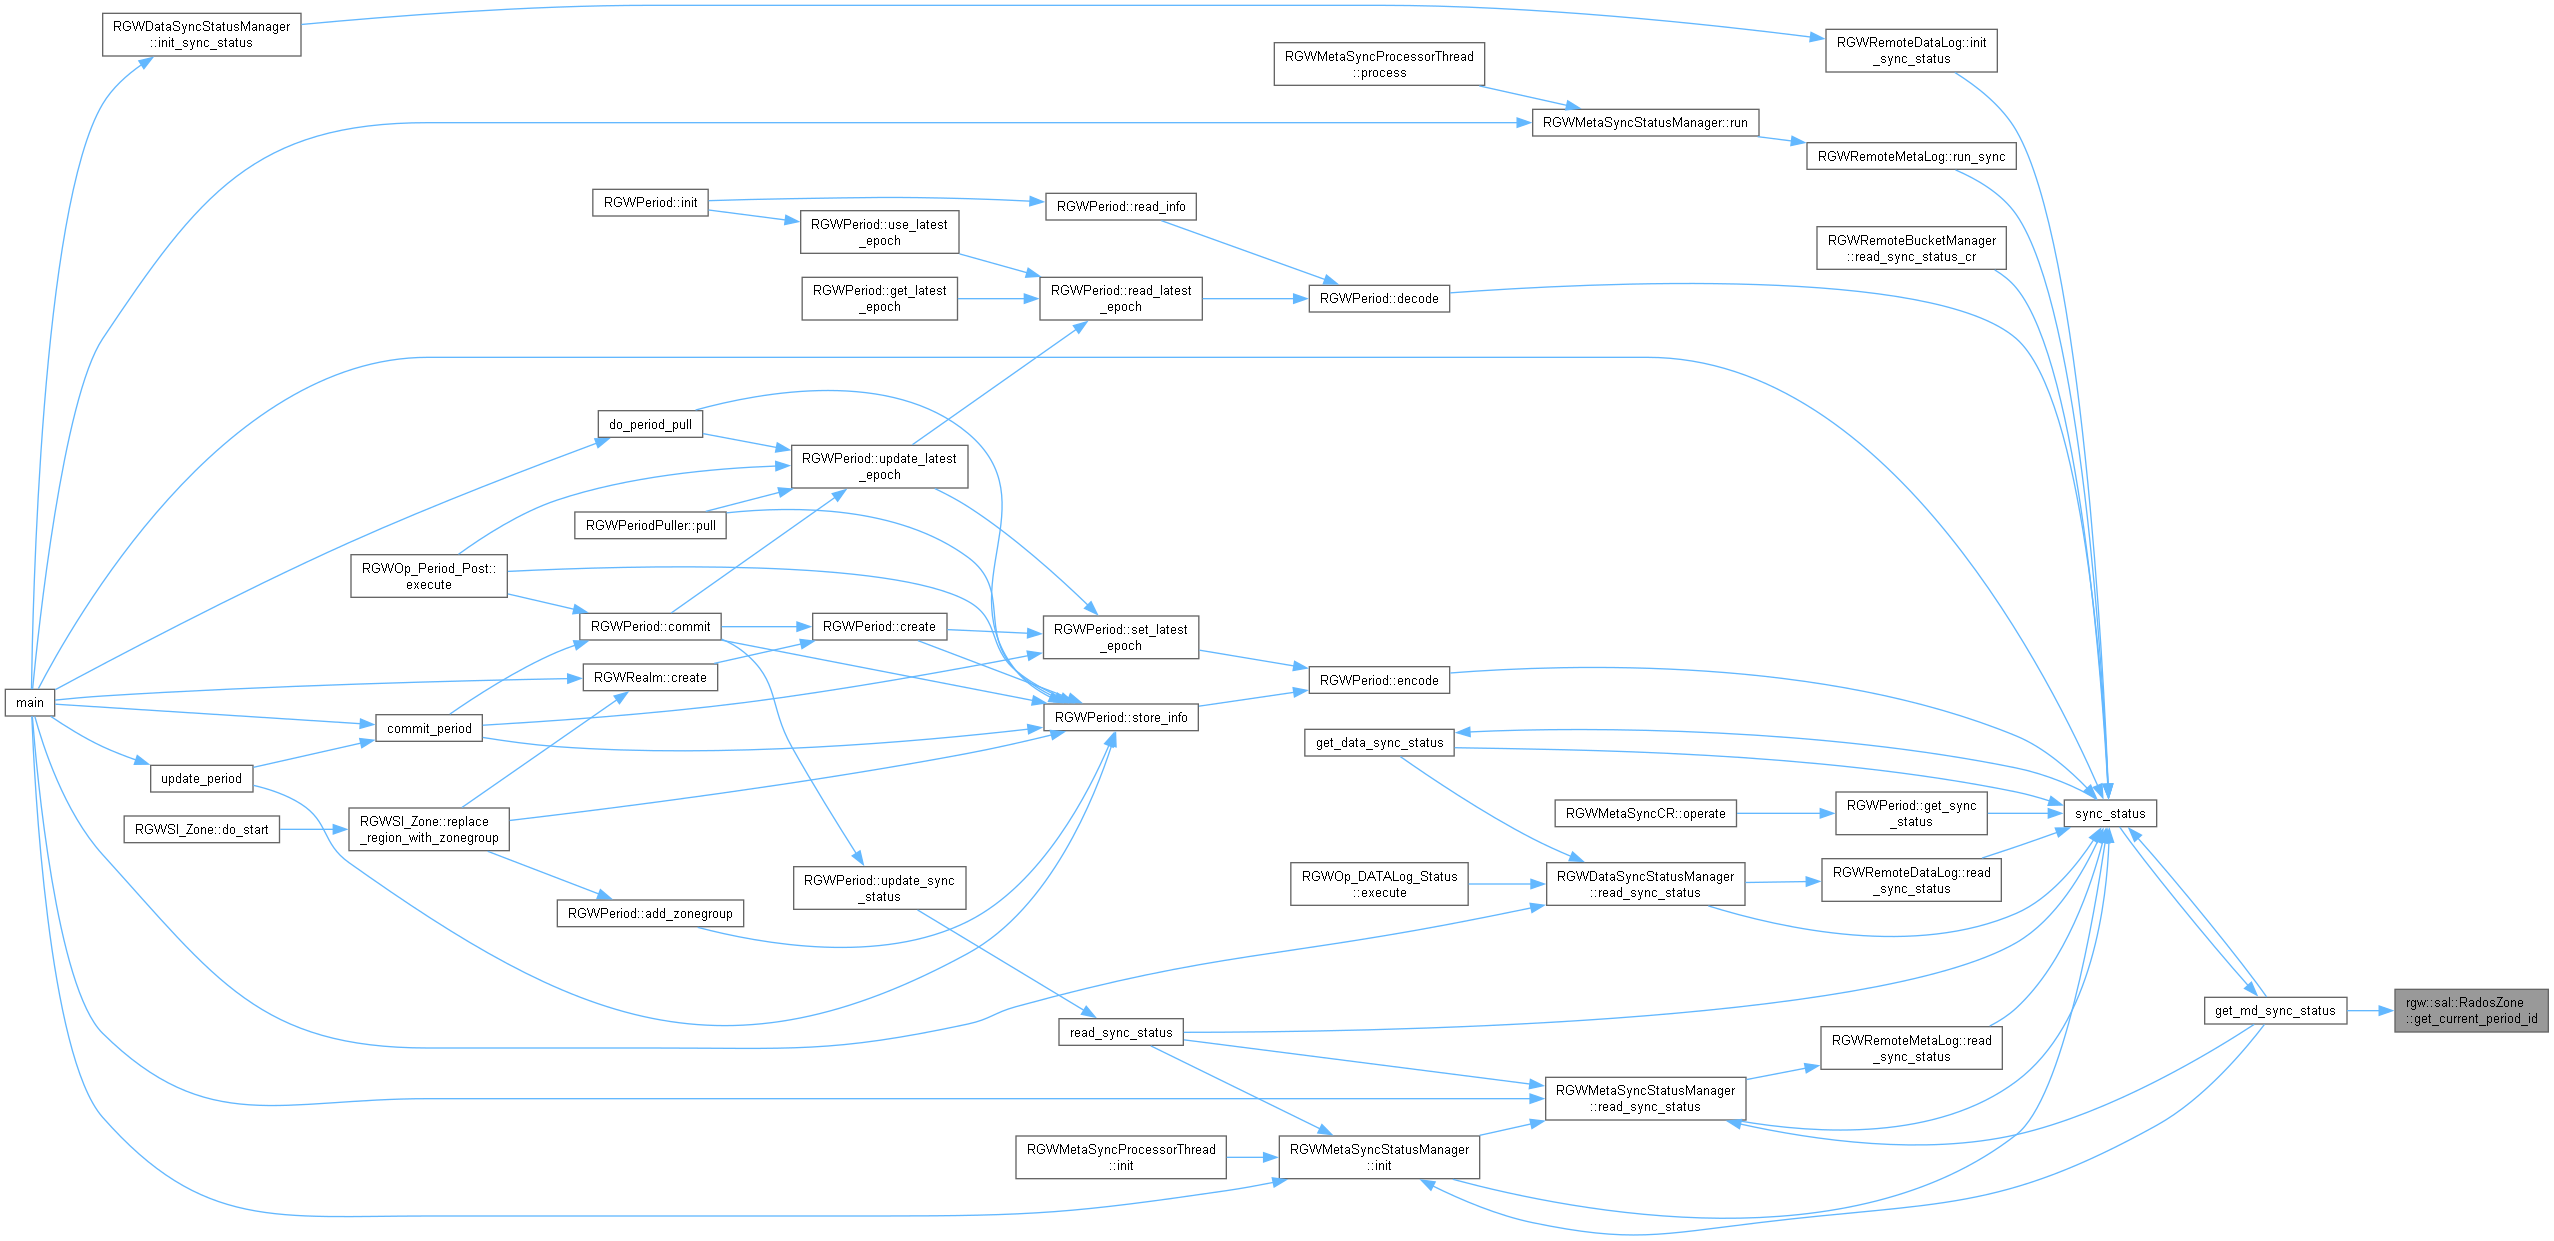 RGWDataSyncStatusManager
::init_sync_status
RGWRemoteDataLog::init
_sync_status
RGWMetaSyncProcessorThread
::process
RGWMetaSyncStatusManager::run
RGWRemoteMetaLog::run_sync
RGWPeriod::init
RGWPeriod::read_info
RGWPeriod::use_latest
_epoch
RGWRemoteBucketManager
::read_sync_status_cr
RGWPeriod::get_latest
_epoch
RGWPeriod::read_latest
_epoch
RGWPeriod::decode
do_period_pull
RGWPeriod::update_latest
_epoch
RGWPeriodPuller::pull
RGWOp_Period_Post::
execute
RGWPeriod::commit
RGWPeriod::create
RGWPeriod::set_latest
_epoch
RGWRealm::create
RGWPeriod::encode
main
commit_period
RGWPeriod::store_info
get_data_sync_status
update_period
RGWSI_Zone::do_start
RGWSI_Zone::replace
_region_with_zonegroup
RGWMetaSyncCR::operate
RGWPeriod::get_sync
_status
sync_status
RGWPeriod::update_sync
_status
RGWOp_DATALog_Status
::execute
RGWDataSyncStatusManager
::read_sync_status
RGWRemoteDataLog::read
_sync_status
RGWPeriod::add_zonegroup
read_sync_status
get_md_sync_status
rgw::sal::RadosZone
::get_current_period_id
RGWRemoteMetaLog::read
_sync_status
RGWMetaSyncStatusManager
::read_sync_status
RGWMetaSyncProcessorThread
::init
RGWMetaSyncStatusManager
::init